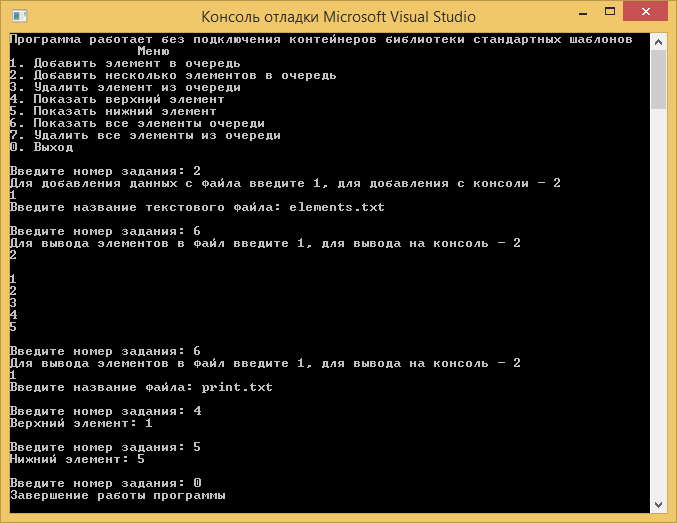 Консоль отладки Microsoft Visual Studio
Программа работает без подключения контейнеров библиотеки стандартных шаблонов
Меню
1. Добавить элемент в очередь
2. Добавить несколько элементов в очередь
3. Удалить элемент из очереди
4. Показать верхний элемент
5. Показать нижний элемент
6. Показать все элементы очереди
7. Удалить все элементы из очереди
0. Выход
Введите номер задания: 2
Для добавления данных с файла введите 1, для добавления с консоли - 2
1
Введите название текстового файла: elements.txt
Введите номер задания: 6
Для вывода элементов в файл введите 1, для вывода на консоль - 2
2
1
2
3
4
5
Введите номер задания: 6
Для вывода элементов в файл введите 1, для вывода на консоль - 2
1
Введите название файла: print.txt
Введите номер задания: 4
Верхний элемент: 1
Введите номер задания: 5
Нижний элемент: 5
Введите номер задания: 0
Завершение работы программы